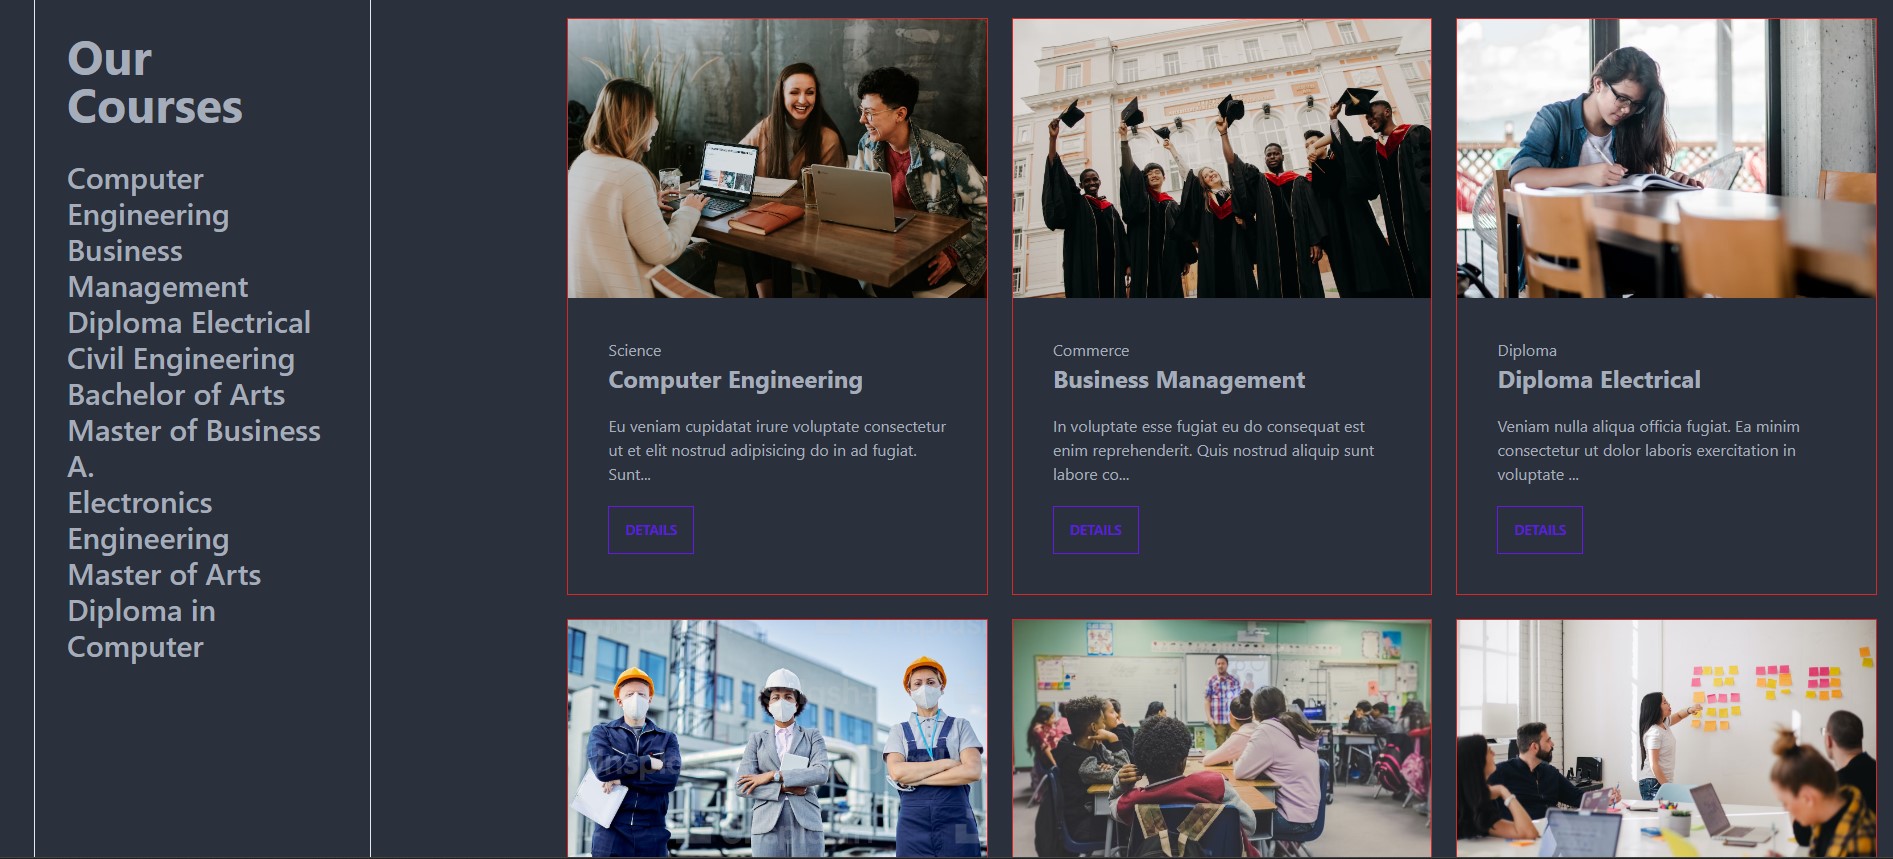 Our
Courses
Computer
Engineering
Business
Management
Diploma Electrical
Civil Engineering
Bachelor of Arts
Master of Business
A.
Electronics
Engineering
Master of Arts
Diploma in
Computer
Science
Computer Engineering
Eu veniam cupidatat irure voluptate consectetur
ut et elit nostrud adipisicing do in ad fugiat.
Sunt...
DETAILS
Commerce
Business Management
In voluptate esse fugiat eu do consequat est
enim reprehenderit. Quis nostrud aliquip sunt
labore co...
DETAILS
Diploma
Diploma Electrical
Veniam nulla aliqua officia fugiat. Ea minim
consectetur ut dolor laboris exercitation in
voluptate ...
DETAILS